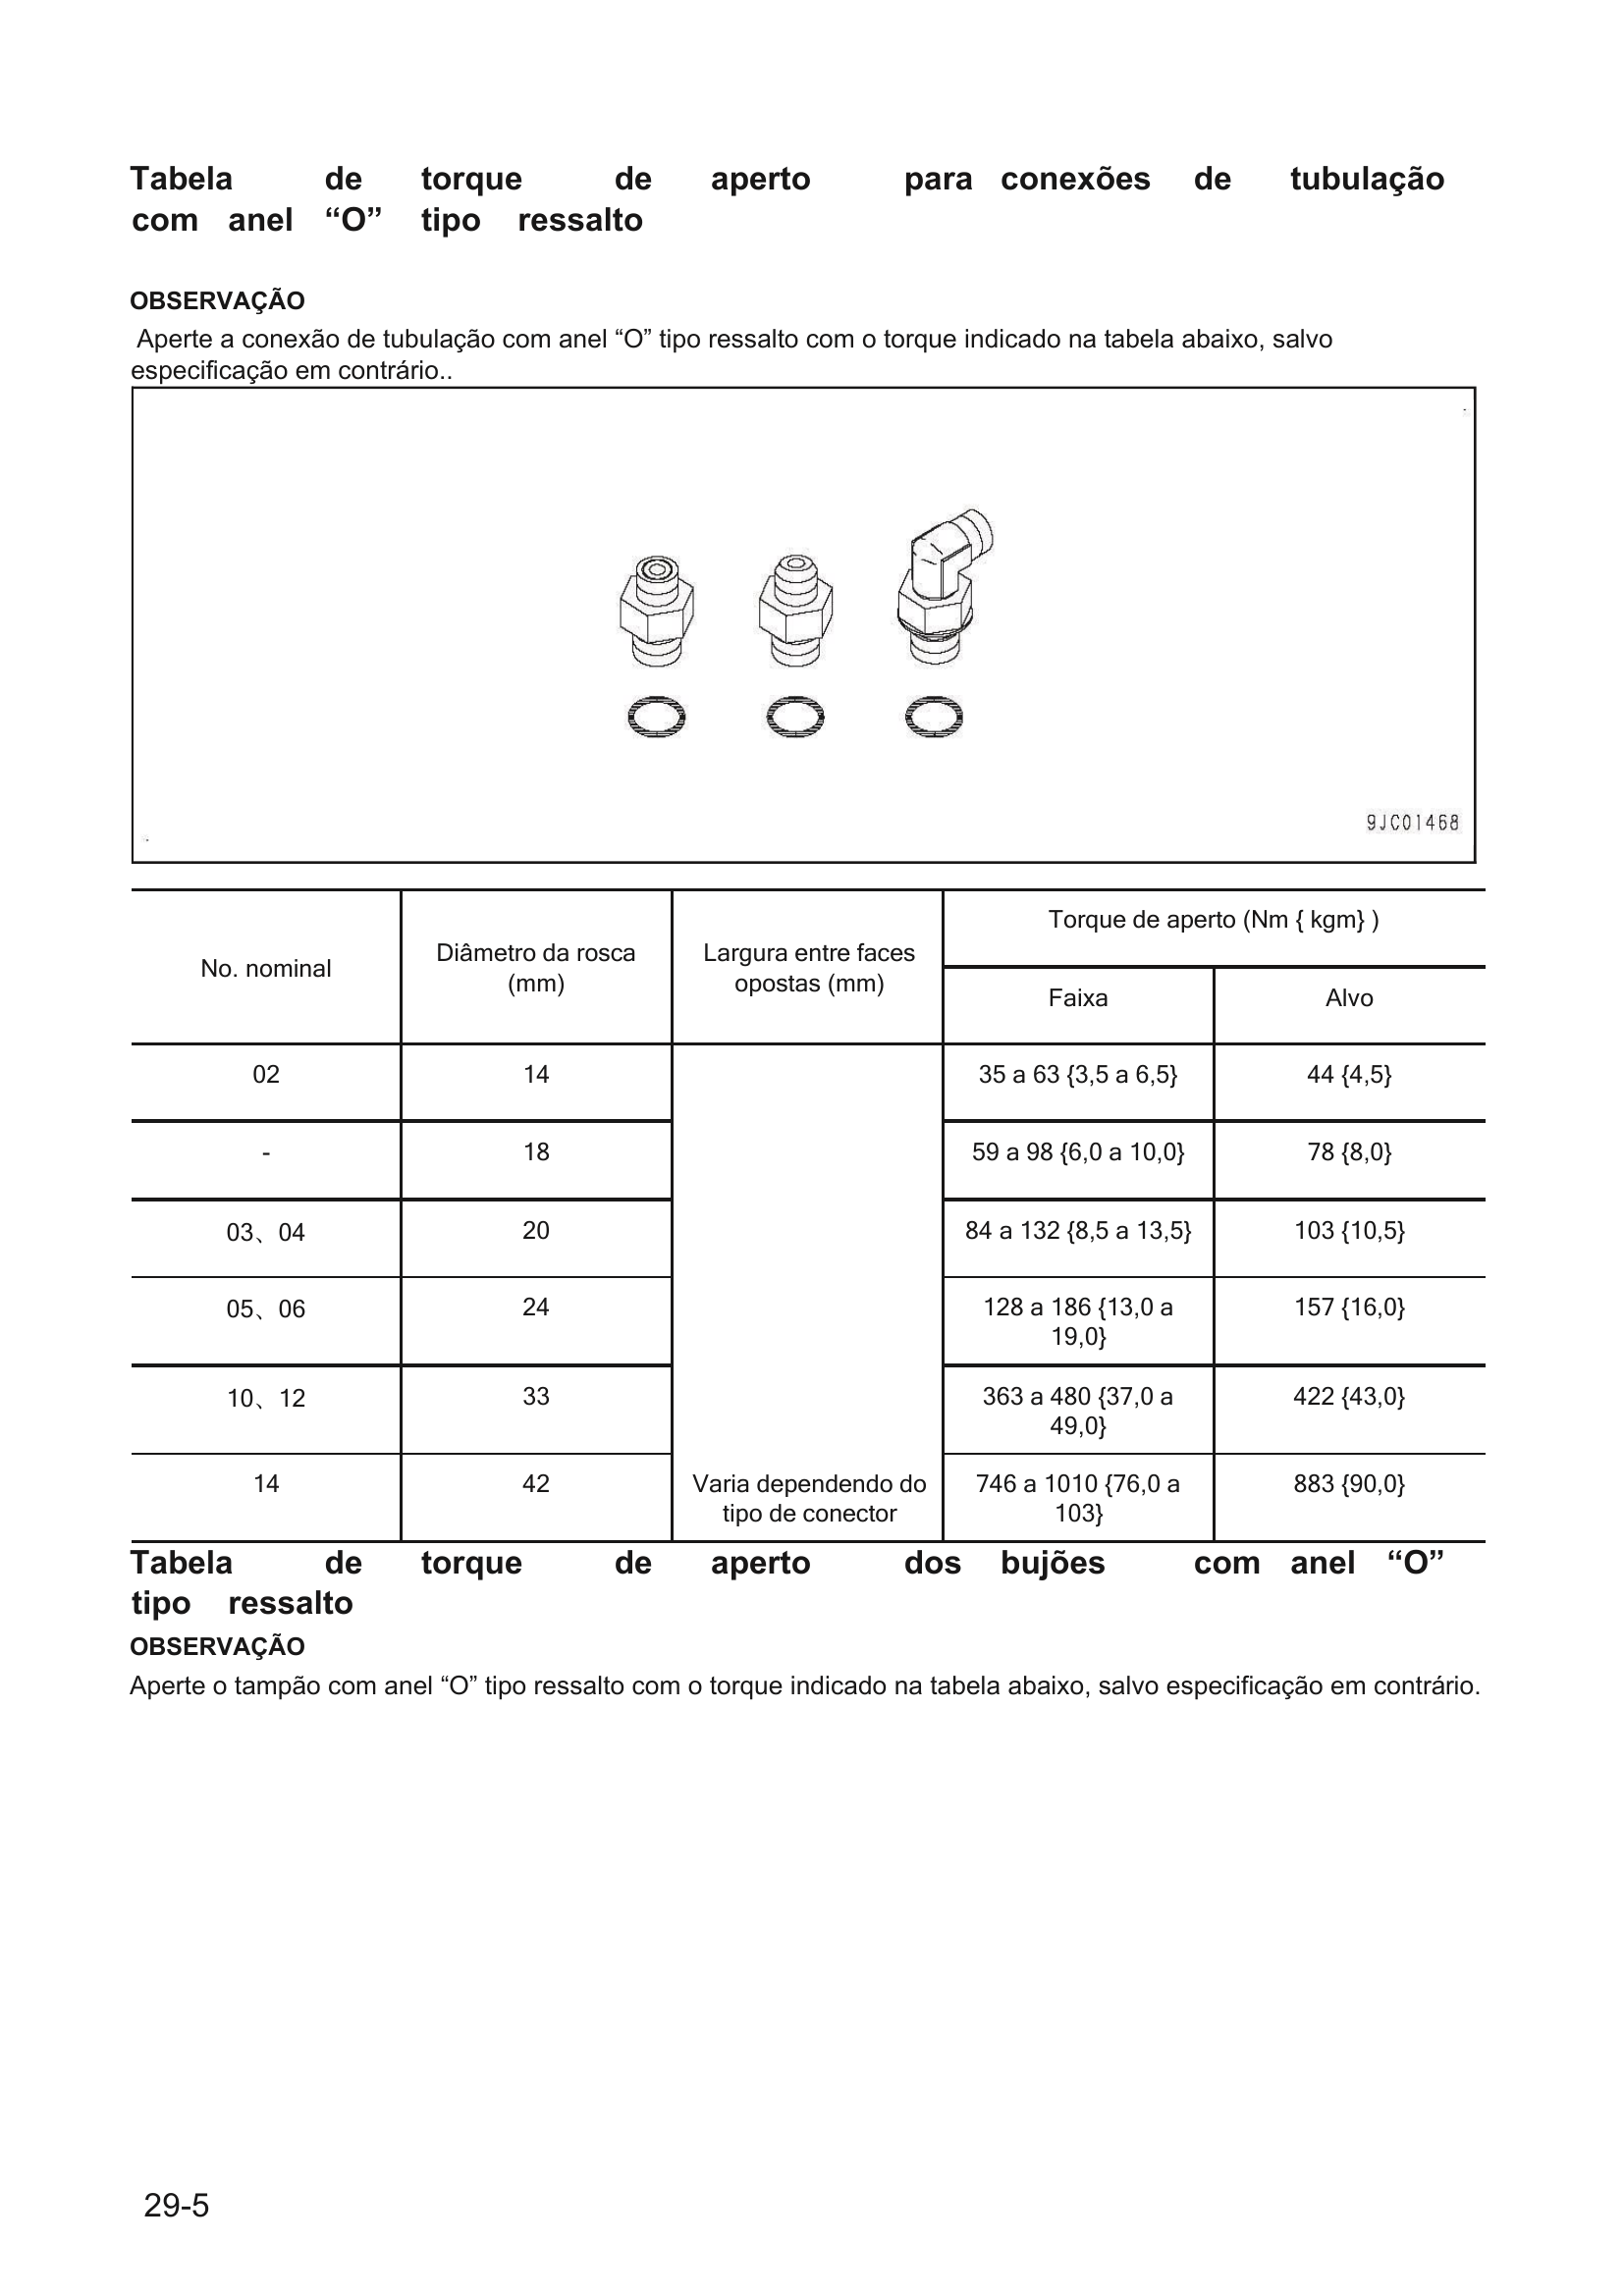 Tabela de torque de aperto para conexões de tubulação
com anel “O” tipo ressalto
OBSERVAÇÃO
Aperte a conexão de tubulação com anel “O” tipo ressalto com o torque indicado na tabela abaixo, salvo
especificação em contrário..
9JC01468
No. nominal
Diâmetro da rosca
(mm)
Largura entre faces
opostas (mm)
Torque de aperto (Nm { kgm} )
Faixa
Alvo
02
14
35 a 63 {3,5 a 6,5}
44 {4,5}
-
18
59 a 98 {6,0 a 10,0}
78 {8,0}
03、04
20
84 a 132 {8,5 a 13,5}
103 {10,5}
05、06
24
128 a 186 {13,0 a
19,0}
157 {16,0}
10、12
33
363 a 480 {37,0 a
49,0}
422 {43,0}
14
42
Varia dependendo do
tipo de conector
746 a 1010 {76,0 a
103}
883 {90,0}
Tabela de torque de aperto dos bujões com anel “O”
tipo ressalto
OBSERVAÇÃO
Aperte o tampão com anel “O” tipo ressalto com o torque indicado na tabela abaixo, salvo especificação em contrário.
29-5